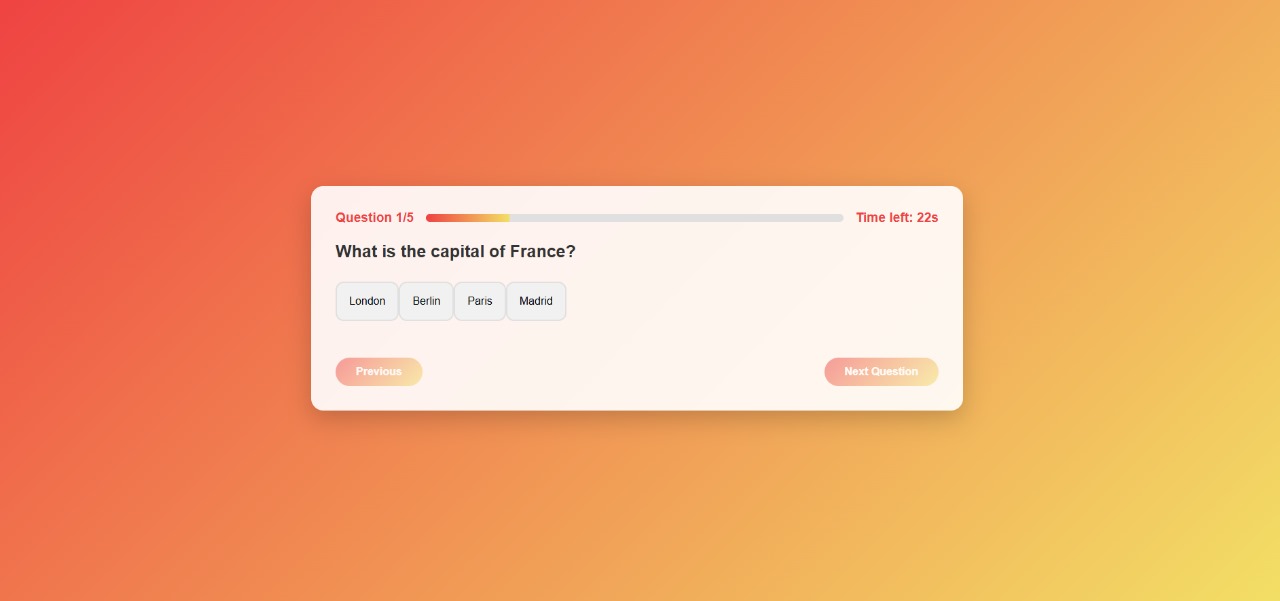 Question 1/5 Time left: 22s
What is the capital of France?
London Berlin Paris Madrid
Previous Next Question